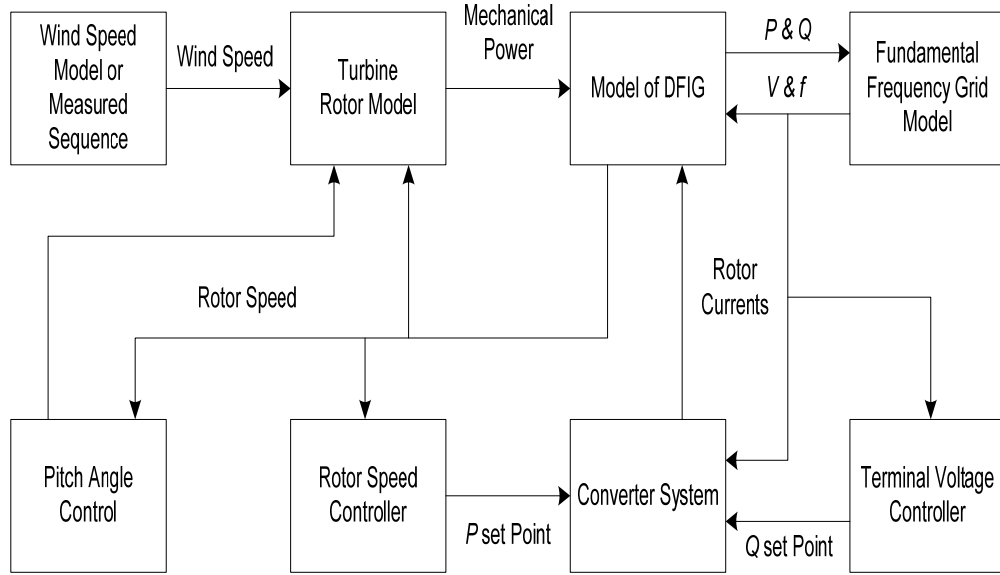 Wind Speed
Model or
Measured
Sequence
Wind Speed
Turbine
Rotor Model
Mechanical
Power
Model of DFIG
P & Q
V & f
Fundamental
Frequency Grid
Model
Rotor Speed
Rotor
Currents
Pitch Angle
Control
Rotor Speed
Controller
P set Point
Converter System
Q set Point
Terminal Voltage
Controller